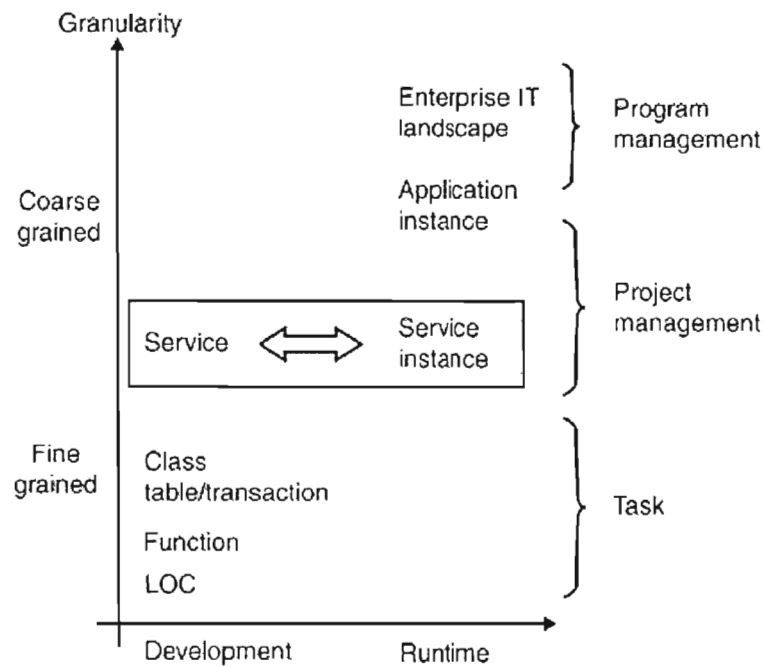 Granularity
Enterprise IT
landscape
Program
management
Coarse
grained
Application
instance
Project
management
Service
Service
instance
Fine
grained
Class
table/transaction
Task
Function
LOC
Development
Runtime